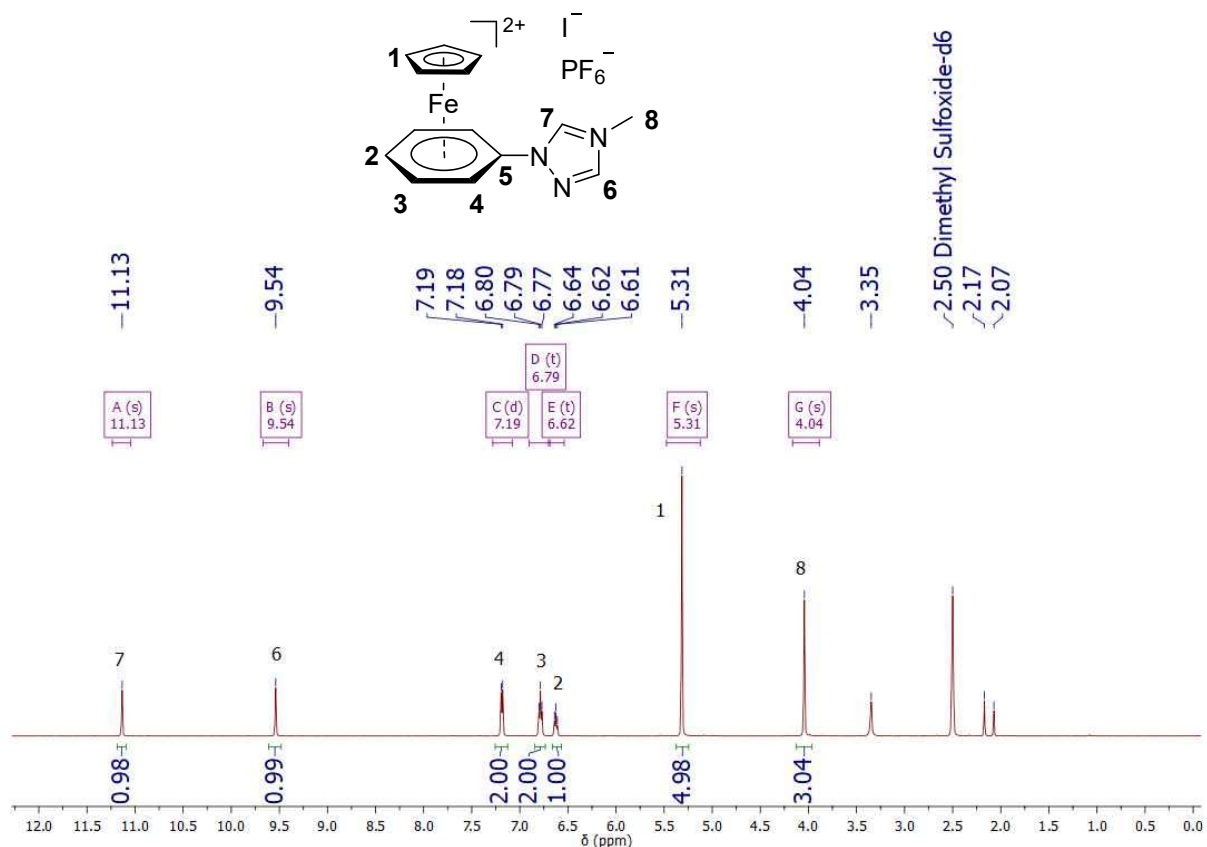 2+
I−
1
PF6−
Fe
7
8
N
2
N
5
N
6
3
4
11.13
9.54
7.19
7.18
6.80
6.79
6.77
6.64
6.62
6.61
5.31
4.04
3.35
2.50 Dimethyl Sulfoxide-d6
2.17
2.07
D (t)
6.79
A (s)
11.13
B (s)
9.54
C (d)
7.19
E (t)
6.62
F (s)
5.31
G (s)
4.04
1
8
7
6
4
3
2
0.98
0.99
2.00
2.00
1.00
4.98
3.04
12.0 11.5 11.0 10.5 10.0 9.5 9.0 8.5 8.0 7.5 7.0 6.5 6.0 5.5 5.0 4.5 4.0 3.5 3.0 2.5 2.0 1.5 1.0 0.5 0.0
δ (ppm)